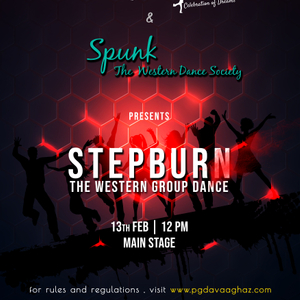 Celebration of Dreams
&
Spunk
The Western Dance Society
PRESENTS
STEPBURN
THE WESTERN GROUP DANCE
13TH FEB | 12 PM
MAIN STAGE
for rules and regulations , visit www.pgdavaaghaz.com